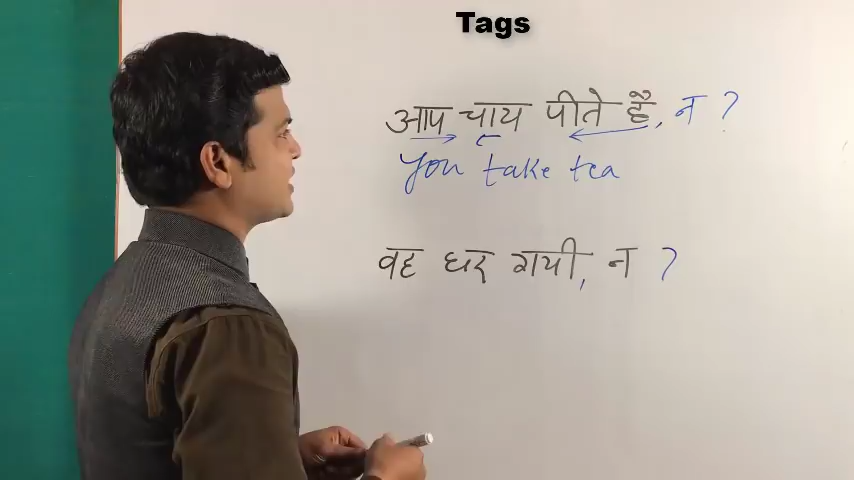 Tags
आप चाय पीते है, न ?
You take tea
वह घर गयी, न ?